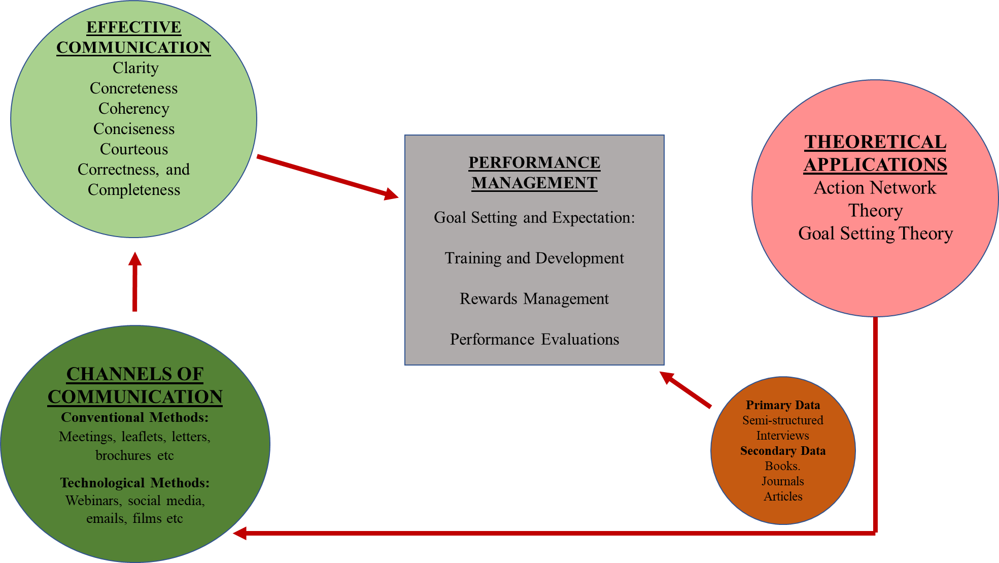 EFFECTIVE
COMMUNICATION
Clarity
Concreteness
Coherency
Conciseness
Courteous
Correctness, and
Completeness
PERFORMANCE
MANAGEMENT
Goal Setting and Expectation:
Training and Development
Rewards Management
Performance Evaluations
THEORETICAL
APPLICATIONS
Action Network
Theory
Goal Setting Theory
CHANNELS OF
COMMUNICATION
Conventional Methods:
Meetings, leaflets, letters,
brochures etc
Technological Methods:
Webinars, social media,
emails, films etc
Primary Data
Semi-structured
Interviews
Secondary Data
Books.
Journals
Articles